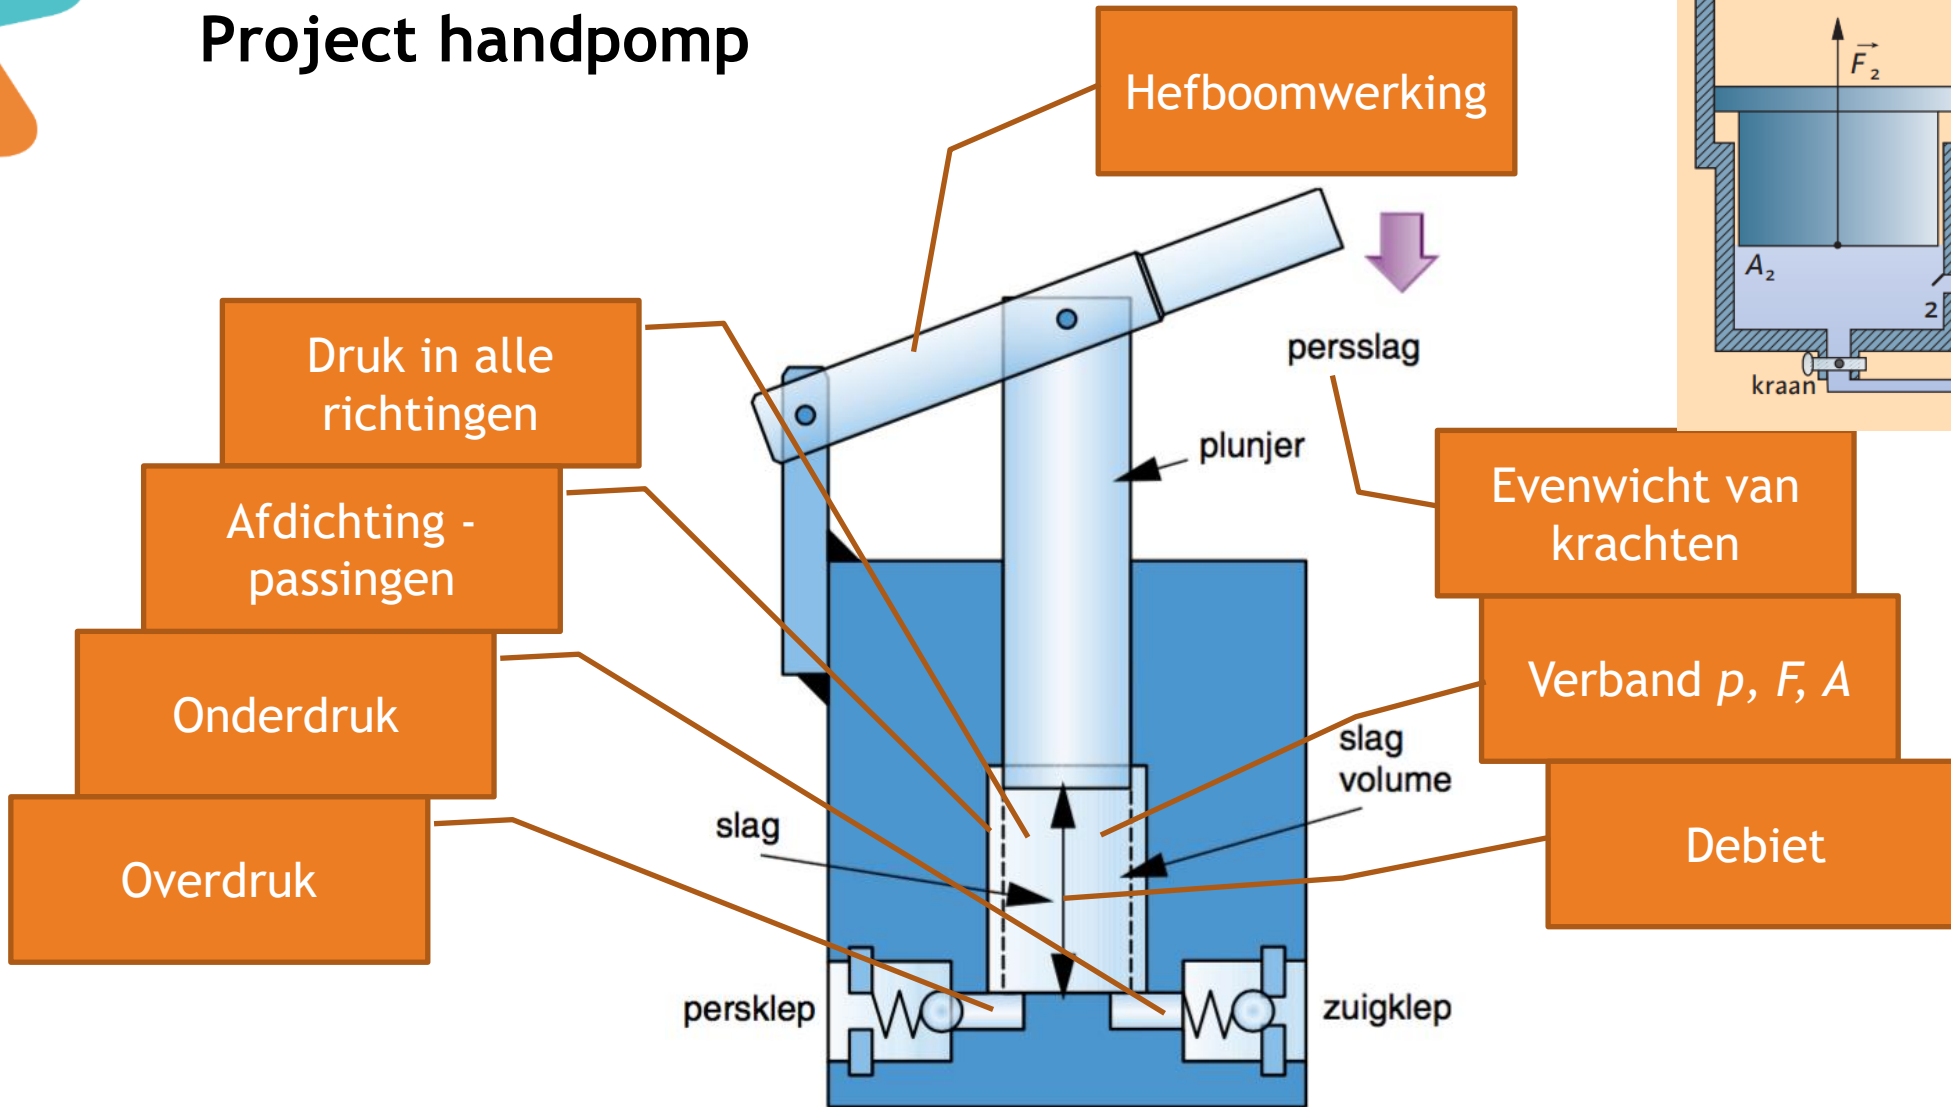 Project handpomp
Hefboomwerking
F₂
A₂
2
kraan
Druk in alle
richtingen
persslag
plunjer
Evenwicht van
krachten
Afdichting -
passingen
Verband p, F, A
Onderdruk
slag
volume
Debiet
slag
Overdruk
persklep
zuigklep